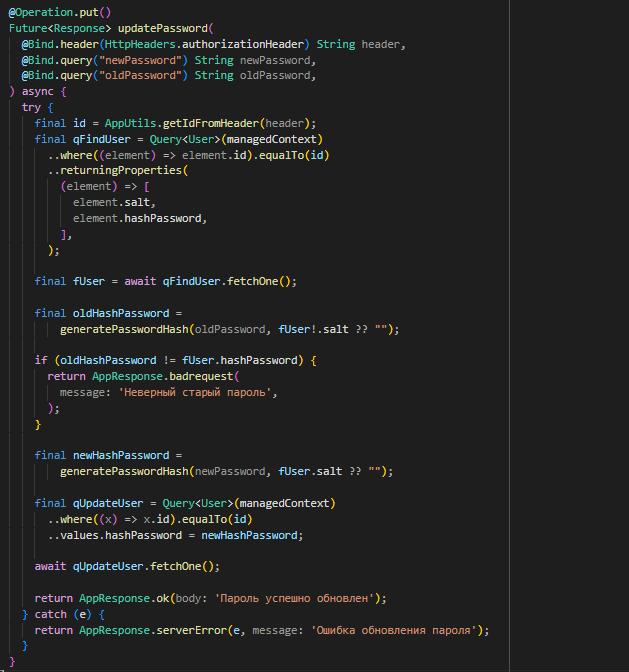 @Operation.put()
Future<Response> updatePassword(
  @Bind.header(HttpHeaders.authorizationHeader) String header,
  @Bind.query("newPassword") String newPassword,
  @Bind.query("oldPassword") String oldPassword,
) async {
  try {
    final id = AppUtils.getIdFromHeader(header);
    final qFindUser = Query<User>(managedContext)
      ..where((element) => element.id).equalTo(id)
      ..returningProperties(
        (element) => [
          element.salt,
          element.hashPassword,
        ],
      );
    final fUser = await qFindUser.fetchOne();
    final oldHashPassword =
        generatePasswordHash(oldPassword, fUser!.salt ?? "");
    if (oldHashPassword != fUser.hashPassword) {
      return AppResponse.badrequest(
        message: 'Неверный старый пароль',
      );
    }
    final newHashPassword =
        generatePasswordHash(newPassword, fUser.salt ?? "");
    final qUpdateUser = Query<User>(managedContext)
      ..where((x) => x.id).equalTo(id)
      ..values.hashPassword = newHashPassword;
    await qUpdateUser.fetchOne();
    return AppResponse.ok(body: 'Пароль успешно обновлен');
  } catch (e) {
    return AppResponse.serverError(e, message: 'Ошибка обновления пароля');
  }
}